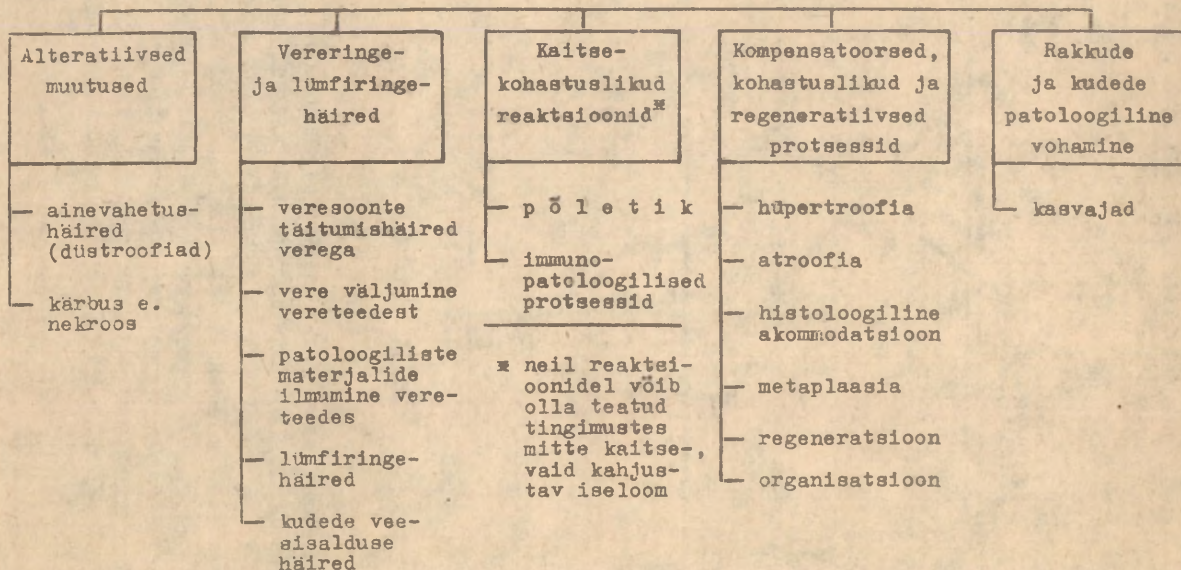 Alteratiivsed
muutused
ainevahetus-
häired
(düstroofiad)
kärbus e.
nekroos
Vereringe-
ja lümfiringe-
häired
veresoonte
täitumishäired
verega
vere väljumine
vereteedest
patoloogiliste
materjalide
ilmumine vere-
teedes
lümfiringe-
häired
kudede vee-
sisalduse
häired
Kaitse-
kohastuslikud
reaktsioonid*
põletik
immuno-
patoloogilised
protsessid
* neil reaktsi-
oonidel võib
olla teatud
tingimustes
mitte kaitse-,
vaid kahjus-
tav iseloom
Kompensatoorsed,
kohastuslikud ja
regeneratiivsed
protsessid
hüpertroofia
atroofia
histoloogiline
akommodatsioon
metaplaasia
regeneratsioon
organisatsioon
Rakkude
ja kudede
patoloogiline
vohamine
kasvajad